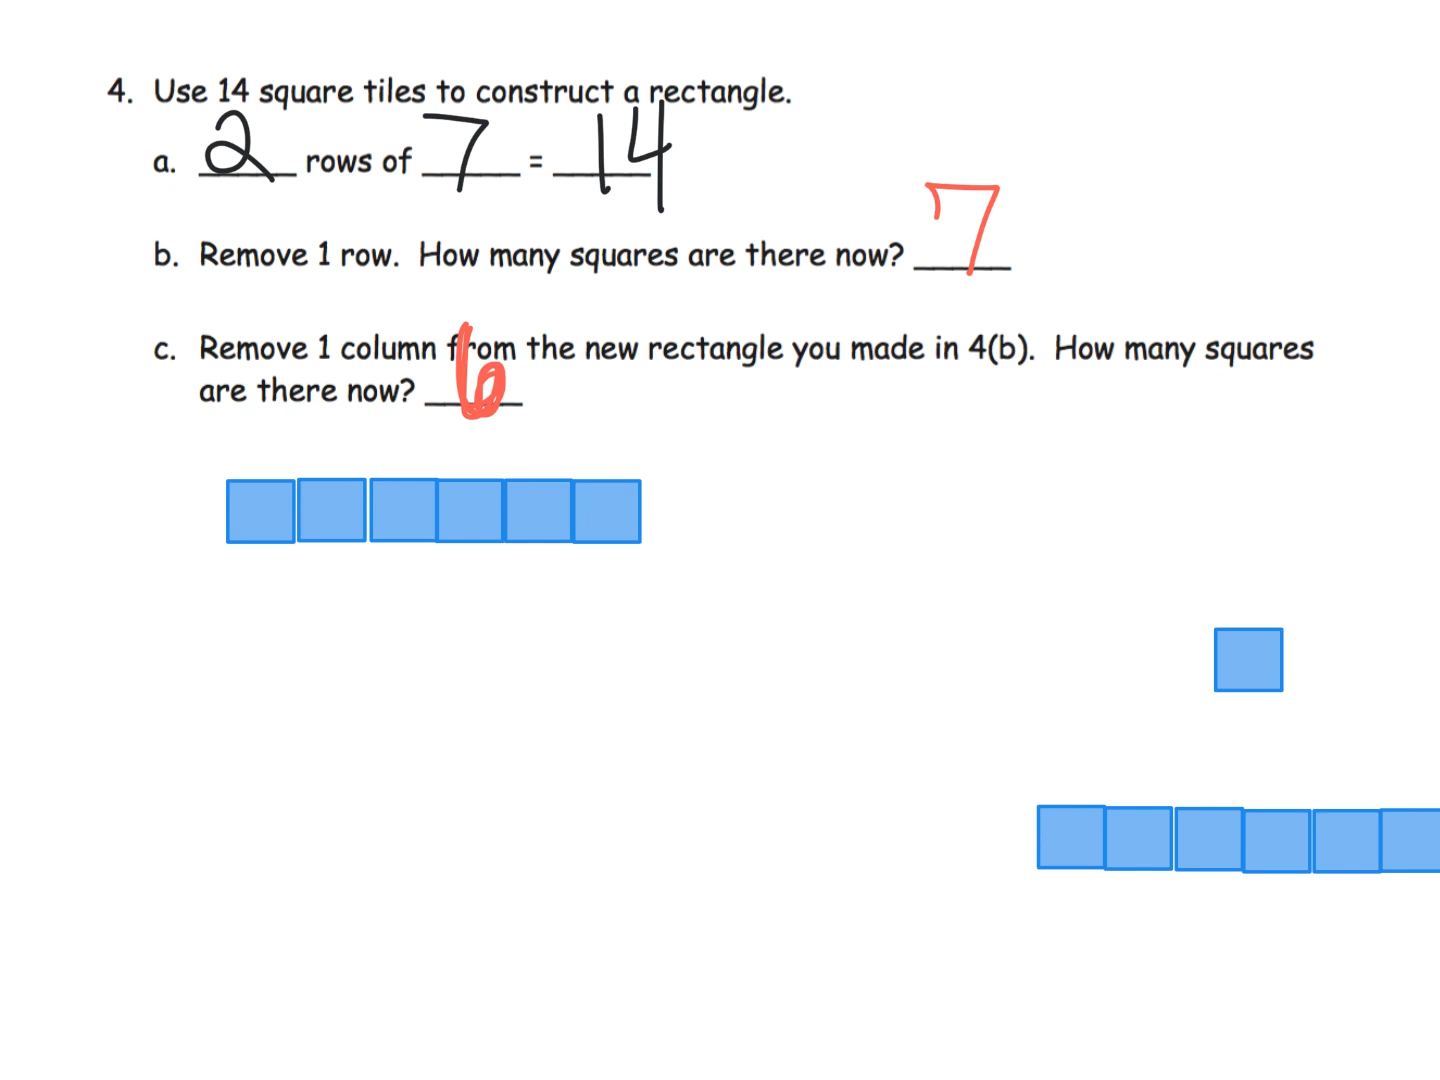 4. Use 14 square tiles to construct a rectangle.
a. 2 rows of 7 = 14
b. Remove 1 row. How many squares are there now? 7
c. Remove 1 column from the new rectangle you made in 4(b). How many squares
are there now? 6